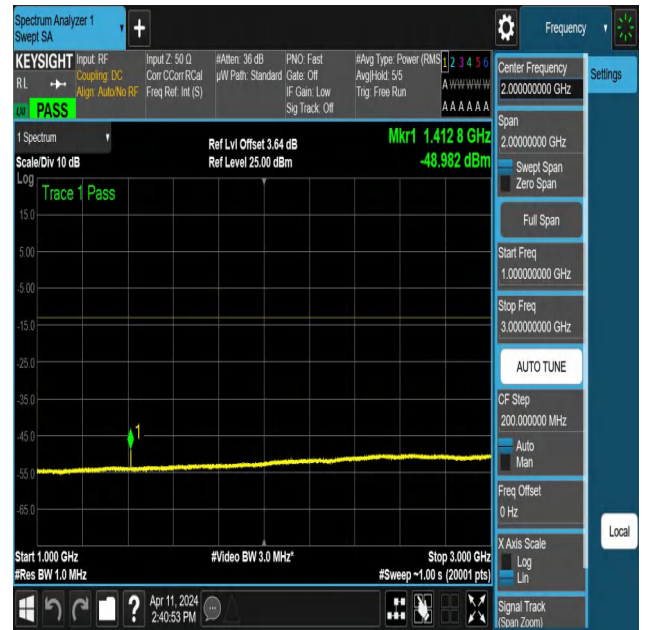 Spectrum Analyzer 1
Swept SA
Frequency
KEYSIGHT
RL
PASS
Input: RF
Coupling: DC
Align: Auto/No RF
Input Z: 50 Ω
Corr CCorr RCal
Freq Ref: Int (S)
#Atten: 36 dB
µW Path: Standard
PNO: Fast
Gate: Off
IF Gain: Low
Sig Track: Off
#Avg Type: Power (RMS)
Avg|Hold: 5/5
Trig: Free Run
1 2 3 4 5 6
A W W W W W
A A A A A A
1 Spectrum
Scale/Div 10 dB
Ref Lvl Offset 3.64 dB
Ref Level 25.00 dBm
Mkr1 1.412 8 GHz
-48.982 dBm
Log
Trace 1 Pass
15.0
5.00
-5.00
-15.0
-25.0
-35.0
-45.0
-55.0
-65.0
1
Start 1.000 GHz
#Res BW 1.0 MHz
#Video BW 3.0 MHz*
Stop 3.000 GHz
#Sweep ~1.00 s (20001 pts)
Apr 11, 2024
2:40:53 PM
Center Frequency
2.00000000 GHz
Settings
Span
2.00000000 GHz
Swept Span
Zero Span
Full Span
Start Freq
1.000000000 GHz
Stop Freq
3.000000000 GHz
AUTO TUNE
CF Step
200.000000 MHz
Auto
Man
Freq Offset
0 Hz
X Axis Scale
Log
Lin
Local
Signal Track
(Span Zoom)